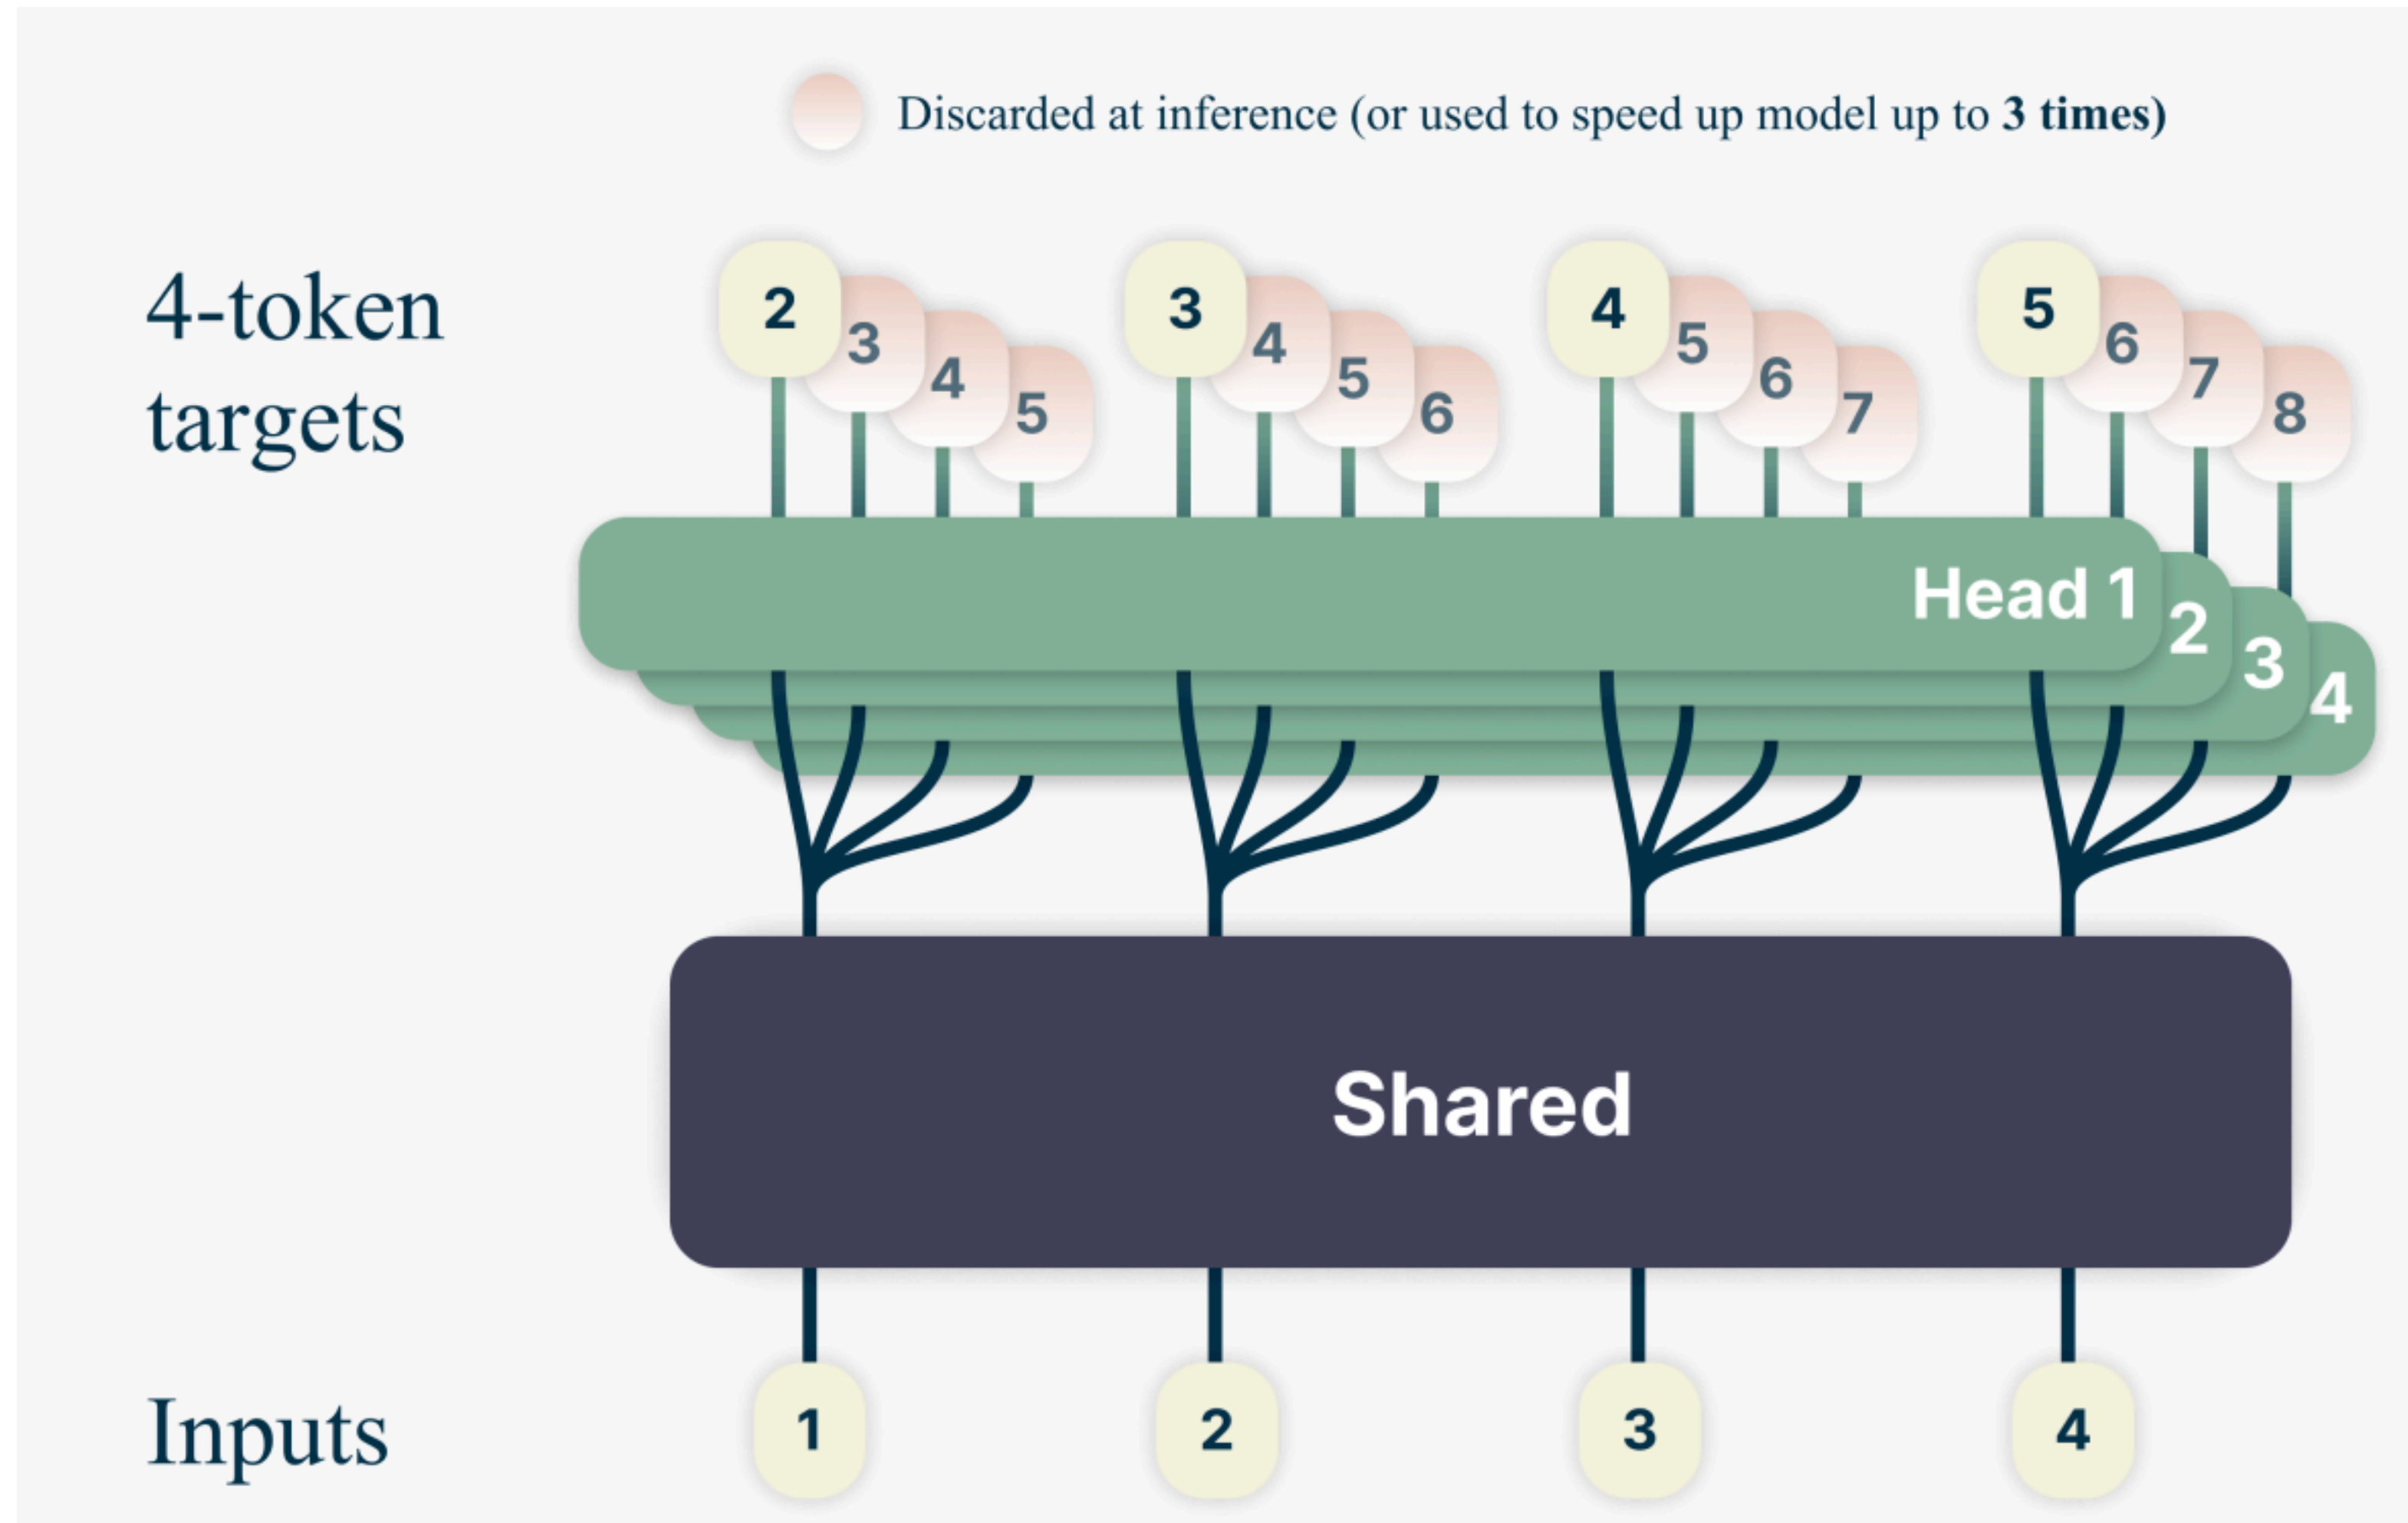 Discarded at inference (or used to speed up model up to 3 times)
4-token
targets
2 3 4 5
3 4 5 6
4 5 6 7
5 6 7 8
Head 1 2 3 4
Shared
Inputs
1 2 3 4